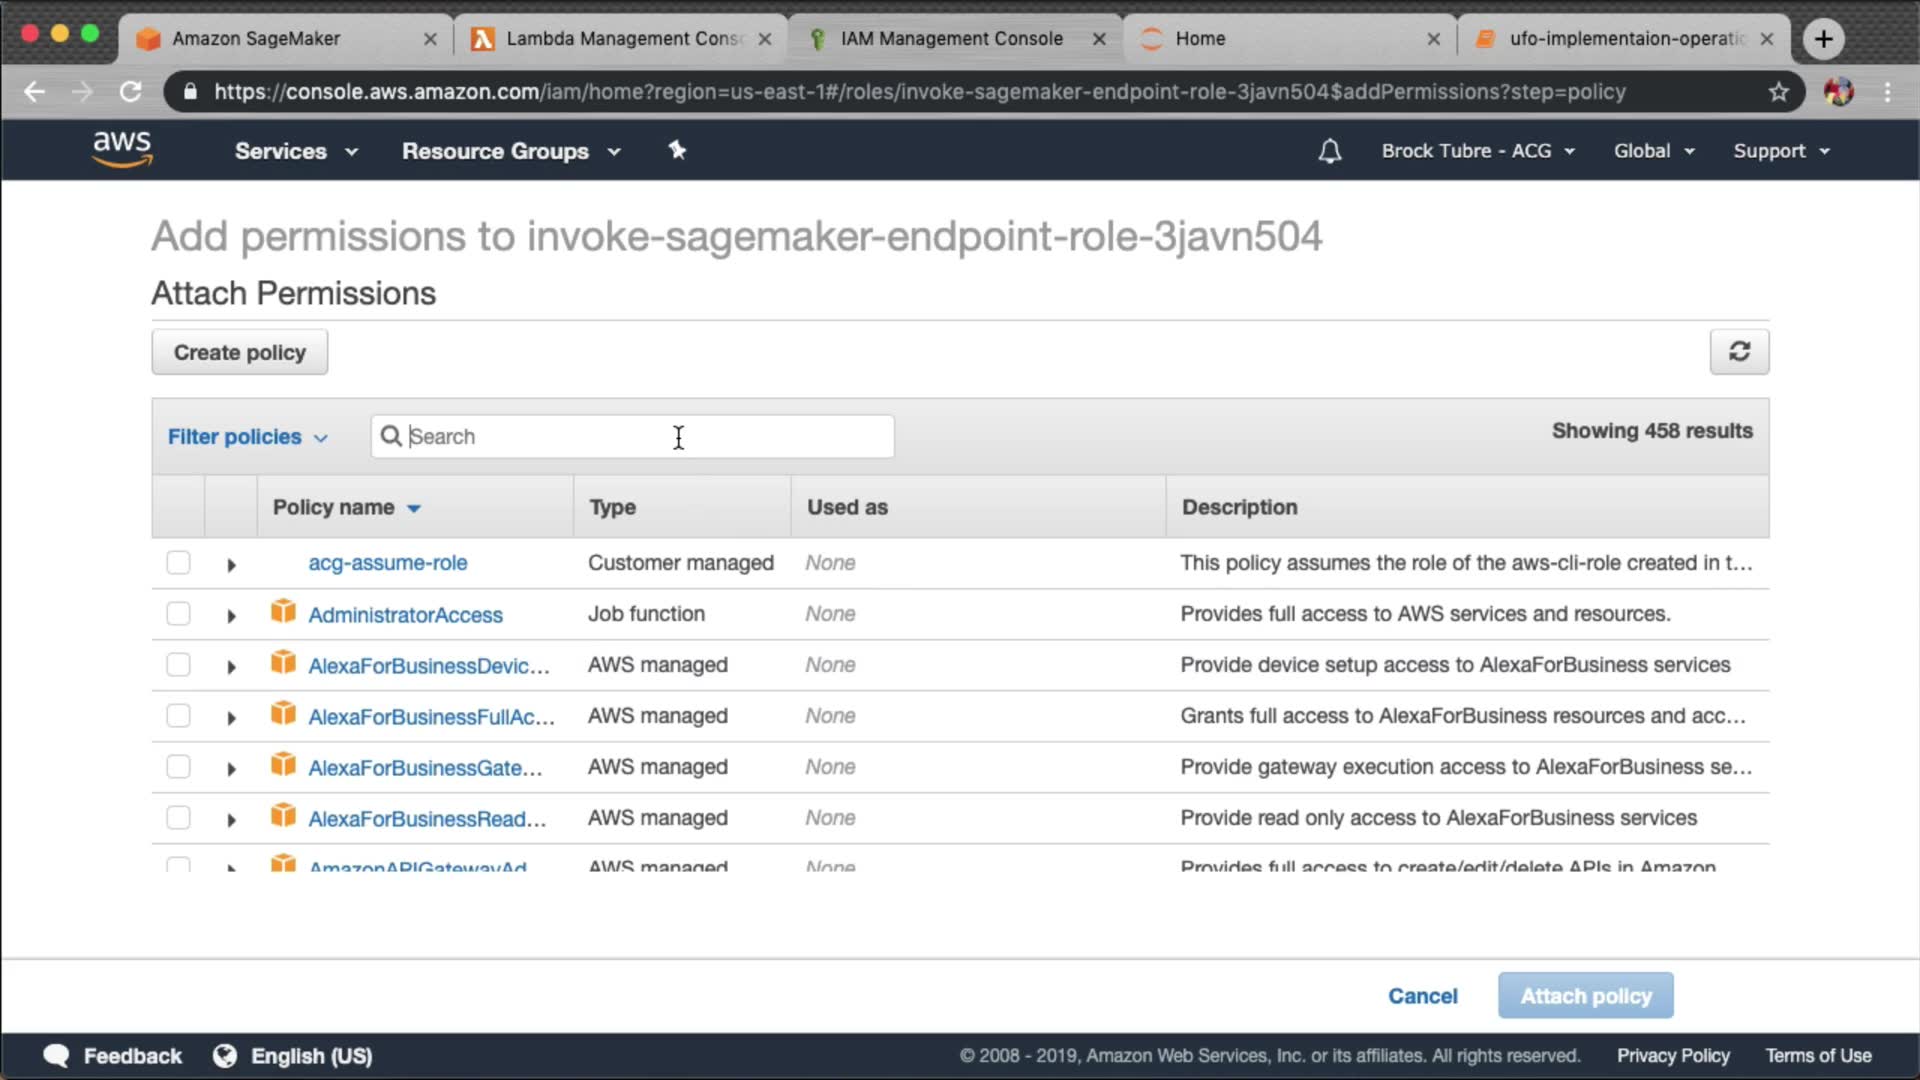 Amazon SageMaker
Lambda Management Cons
IAM Management Console
Home
ufo-implementaion-operati
https://console.aws.amazon.com/iam/home?region=us-east-1#/roles/invoke-sagemaker-endpoint-role-3javn504$addPermissions?step=policy
aws
Services
Resource Groups
Brock Tubre - ACG
Global
Support
Add permissions to invoke-sagemaker-endpoint-role-3javn504
Attach Permissions
Create policy
Filter policies
Search
Showing 458 results
Policy name Type Used as Description
acg-assume-role Customer managed None This policy assumes the role of the aws-cli-role created in t...
AdministratorAccess Job function None Provides full access to AWS services and resources.
AlexaForBusinessDevic... AWS managed None Provide device setup access to AlexaForBusiness services
AlexaForBusinessFullAc... AWS managed None Grants full access to AlexaForBusiness resources and acc...
AlexaForBusinessGate... AWS managed None Provide gateway execution access to AlexaForBusiness se...
AlexaForBusinessRead... AWS managed None Provide read only access to AlexaForBusiness services
AmazonAPIGatewayAd AWS managed None Provides full access to create/edit/delete APIs in Amazon
Cancel
Attach policy
Feedback
English (US)
© 2008 - 2019, Amazon Web Services, Inc. or its affiliates. All rights reserved.
Privacy Policy
Terms of Use